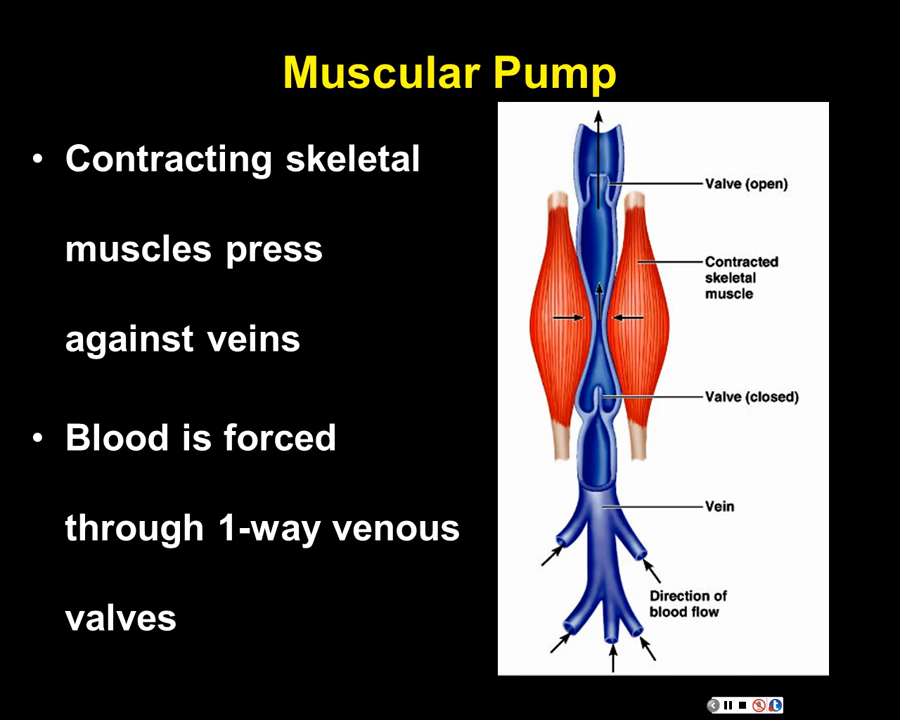 Muscular Pump
• Contracting skeletal
muscles press
against veins
• Blood is forced
through 1-way venous
valves
Valve (open)
Contracted
skeletal
muscle
Valve (closed)
Vein
Direction of
blood flow